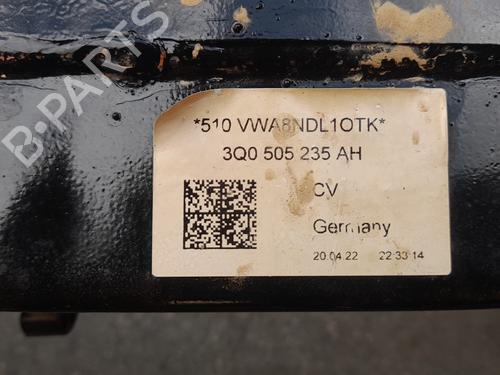 B-PARTS
*510 VWA8NDL1OTK*
3Q0 505 235 AH
CV
Germany
20.04.22 22:33:14